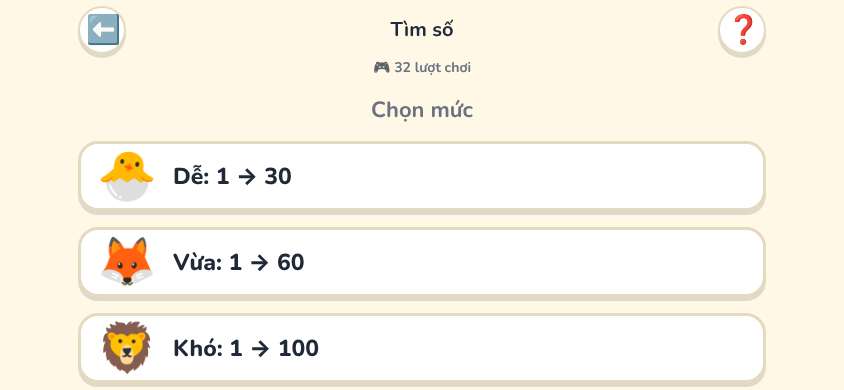 Tìm số
32 lượt chơi
Chọn mức
Dễ: 1 → 30
Vừa: 1 → 60
Khó: 1 → 100